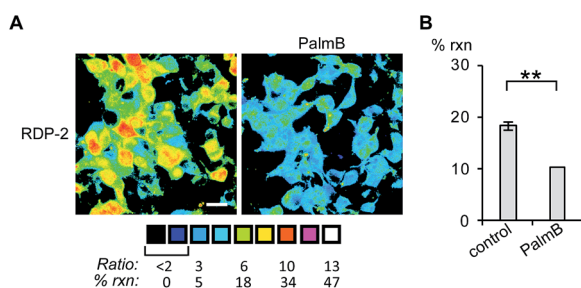 A
PalmB
RDP-2
Ratio: <2 3 6 10 13
% rxn: 0 5 18 34 47
B
% rxn
30
**
20
10
0
control PalmB